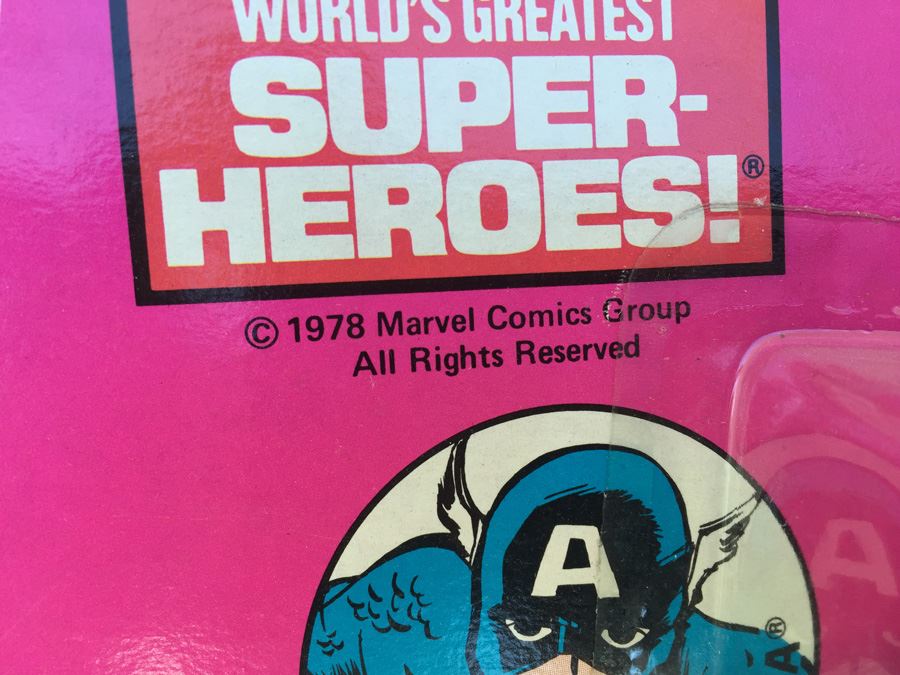 WORLD'S GREATEST
SUPER-
HEROES!®
© 1978 Marvel Comics Group
All Rights Reserved
A
A
®
A